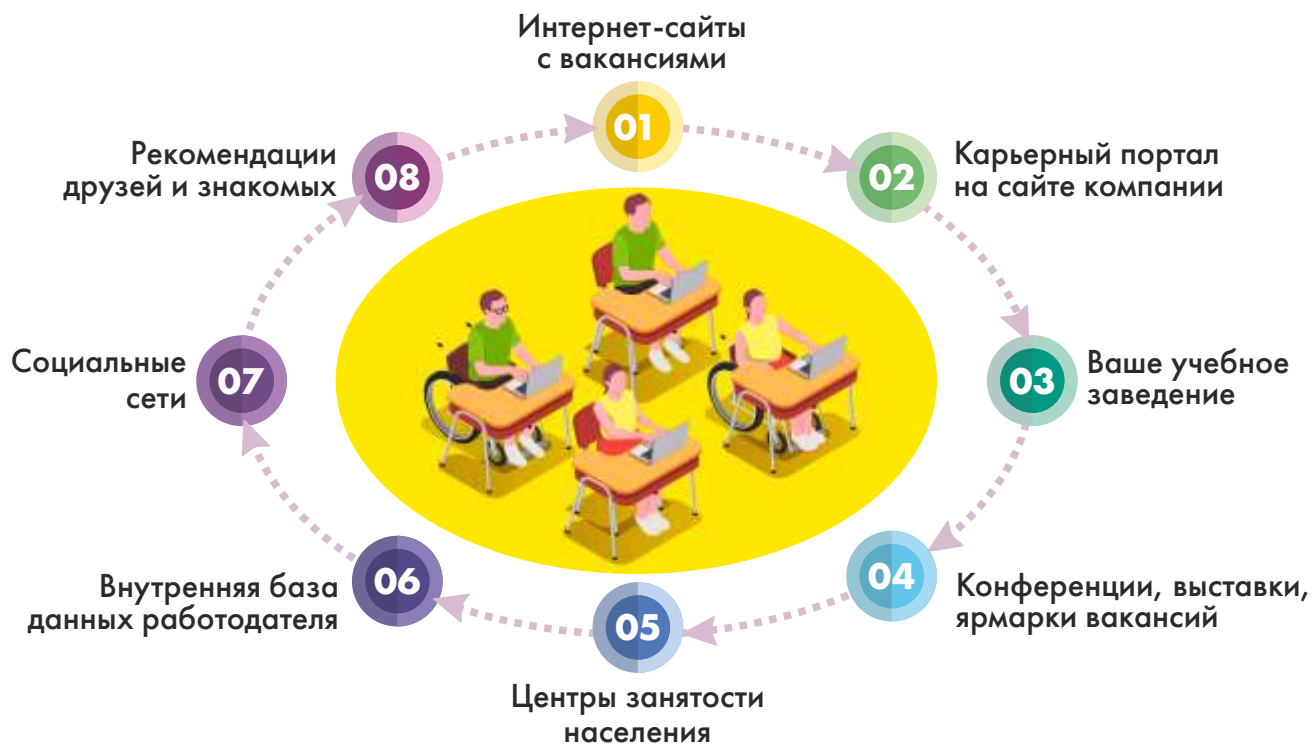 Интернет-сайты
с вакансиями
01
02
Карьерный портал
на сайте компании
03
Ваше учебное
заведение
04
Конференции, выставки,
ярмарки вакансий
05
Центры занятости
населения
06
Внутренняя база
данных работодателя
07
Социальные
сети
08
Рекомендации
друзей и знакомых